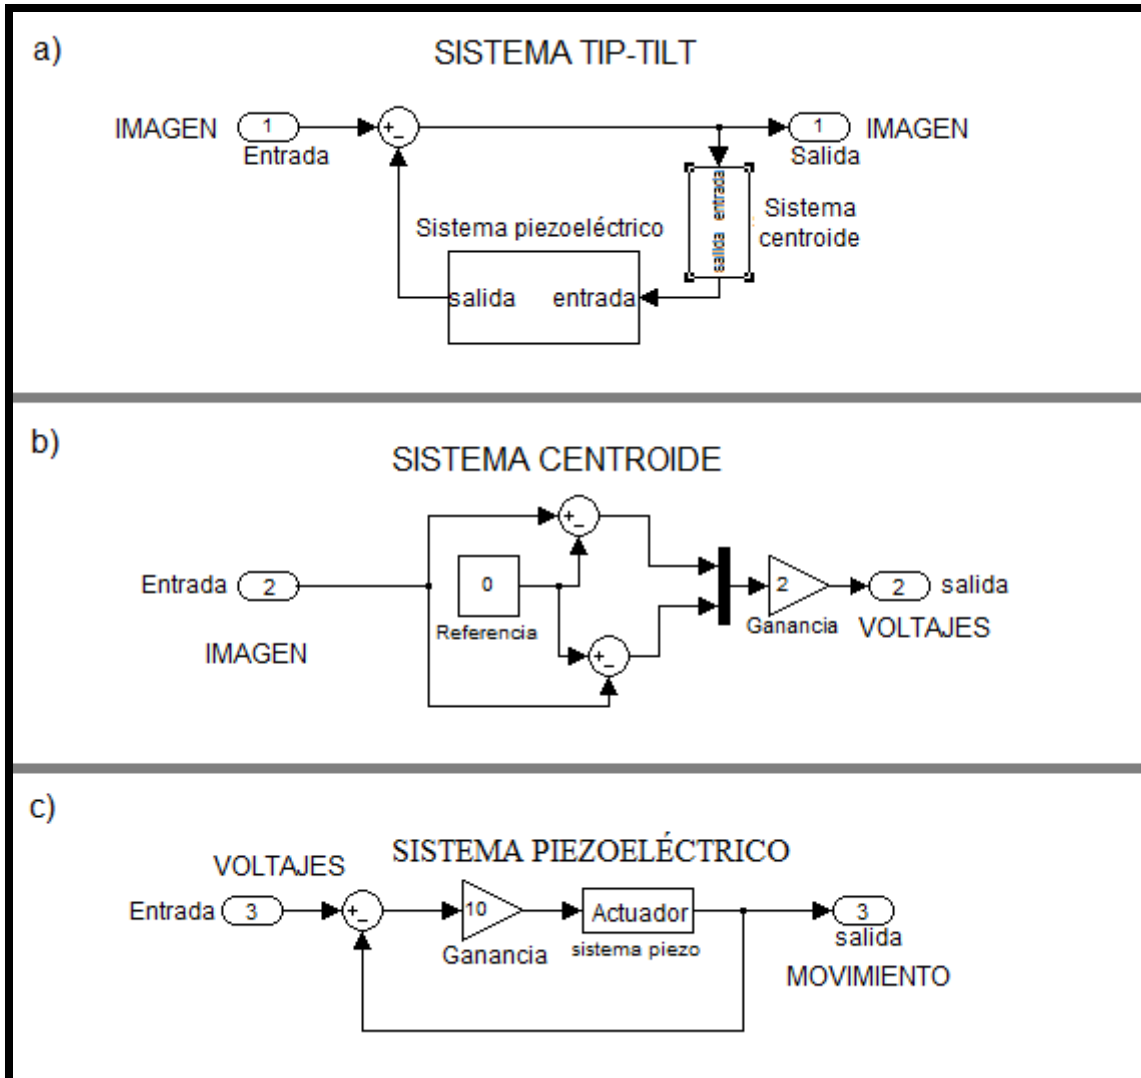 a)
SISTEMA TIP-TILT
IMAGEN
1
Entrada
+
-
1
Salida
IMAGEN
entrada
salida
Sistema
centroide
Sistema piezoeléctrico
salida
entrada
b)
SISTEMA CENTROIDE
Entrada
2
IMAGEN
0
Referencia
+
-
+
-
2
Ganancia
2
salida
VOLTAJES
c)
SISTEMA PIEZOELÉCTRICO
VOLTAJES
Entrada
3
+
-
10
Ganancia
Actuador
sistema piezo
3
salida
MOVIMIENTO